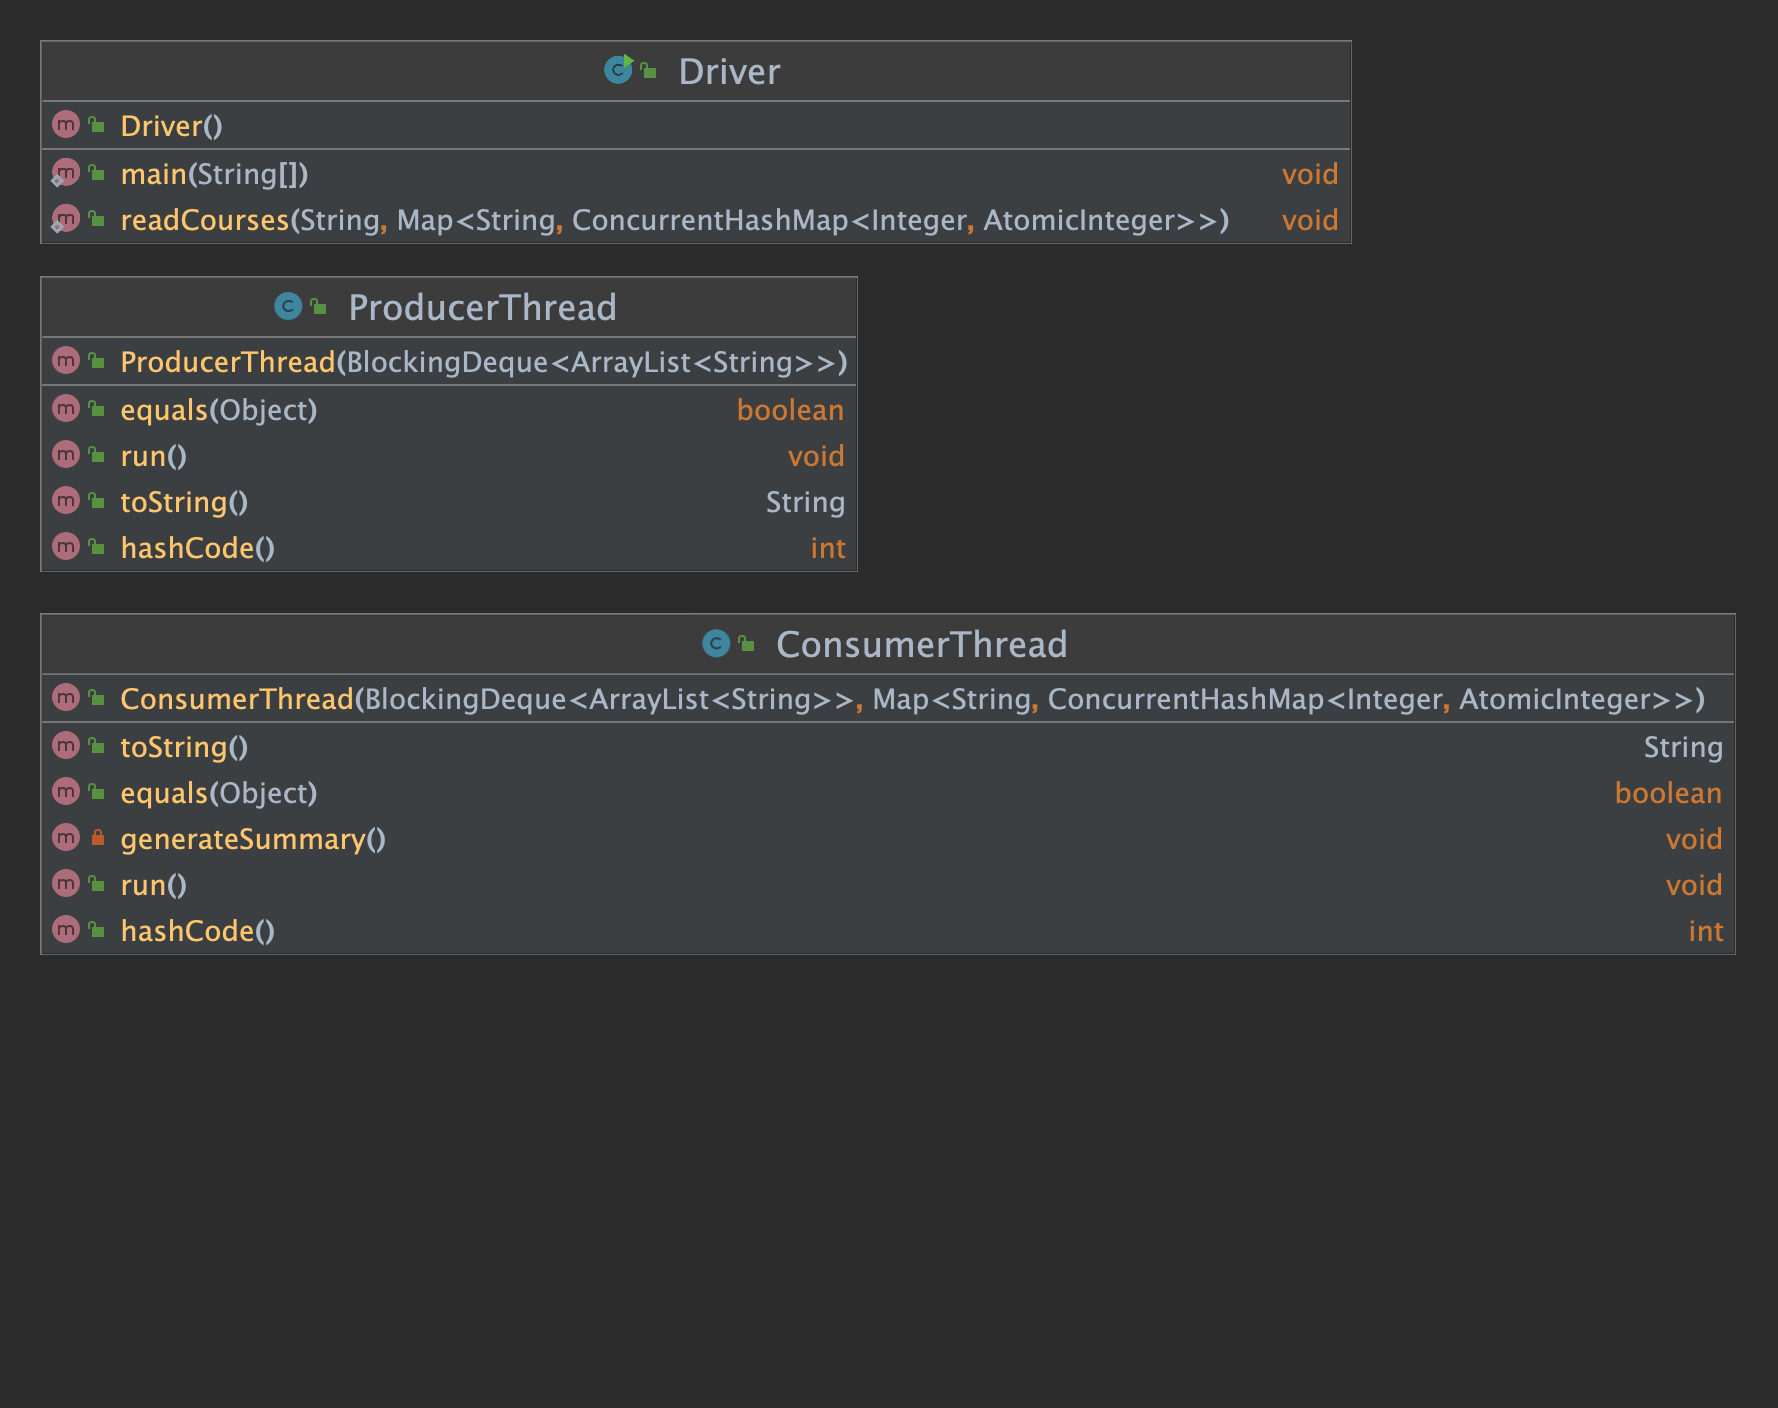 Driver
Driver()
main(String[]) void
readCourses(String, Map<String, ConcurrentHashMap<Integer, AtomicInteger>>) void
ProducerThread
ProducerThread(BlockingDeque<ArrayList<String>>)
equals(Object) boolean
run() void
toString() String
hashCode() int
ConsumerThread
ConsumerThread(BlockingDeque<ArrayList<String>>, Map<String, ConcurrentHashMap<Integer, AtomicInteger>>)
toString() String
equals(Object) boolean
generateSummary() void
run() void
hashCode() int